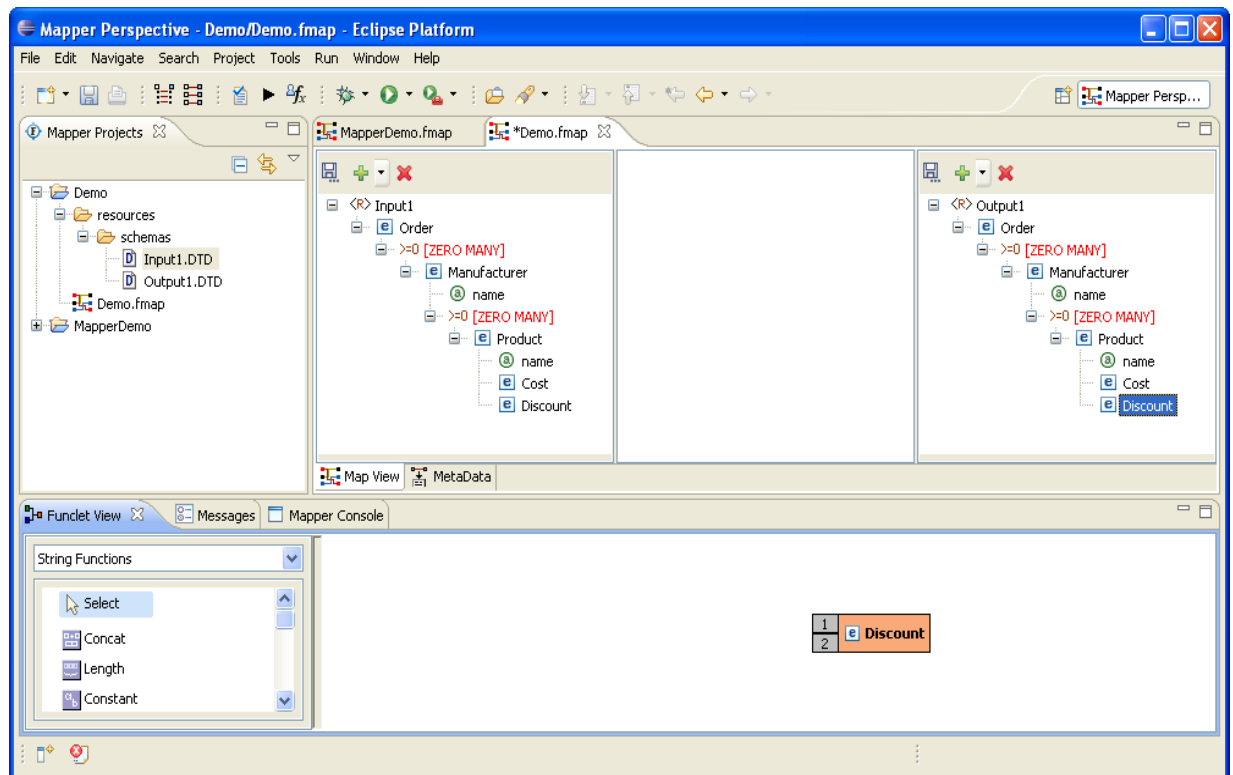 Mapper Perspective - Demo/Demo.fmap - Eclipse Platform
File Edit Navigate Search Project Tools Run Window Help
Mapper Persp...
Mapper Projects
MapperDemo.fmap
*Demo.fmap
Demo
resources
schemas
Input1.DTD
Output1.DTD
Demo.fmap
MapperDemo
<R> Input1
e Order
>=0 [ZERO MANY]
e Manufacturer
a name
>=0 [ZERO MANY]
e Product
a name
e Cost
e Discount
<R> Output1
e Order
>=0 [ZERO MANY]
e Manufacturer
a name
>=0 [ZERO MANY]
e Product
a name
e Cost
e Discount
Map View
MetaData
Funclet View
Messages
Mapper Console
String Functions
Select
Concat
Length
Constant
1
2
e Discount